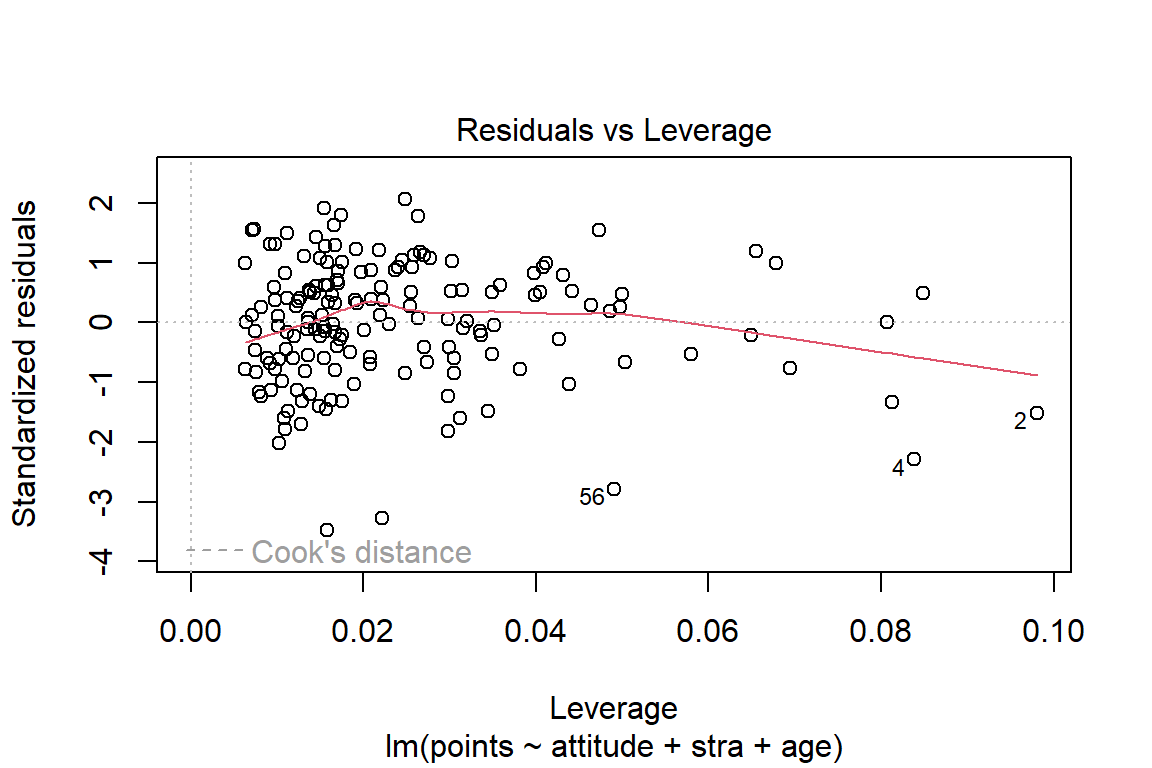 Residuals vs Leverage
Standardized residuals
2
1
0
-1
-2
-3
-4
2
4
56
Cook's distance
0.00 0.02 0.04 0.06 0.08 0.10
Leverage
lm(points ~ attitude + stra + age)